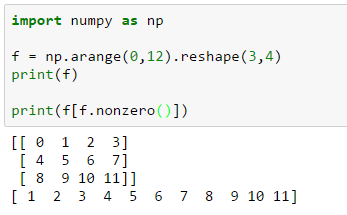 import numpy as np
f = np.arange(0,12).reshape(3,4)
print(f)
print(f[f.nonzero()])
[[ 0  1  2  3]
 [ 4  5  6  7]
 [ 8  9 10 11]]
[ 1  2  3  4  5  6  7  8  9 10 11]